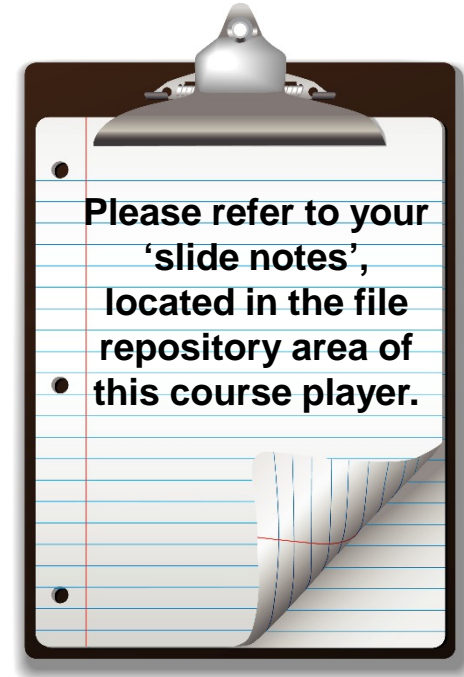 Please refer to your
‘slide notes’,
located in the file
repository area of
this course player.